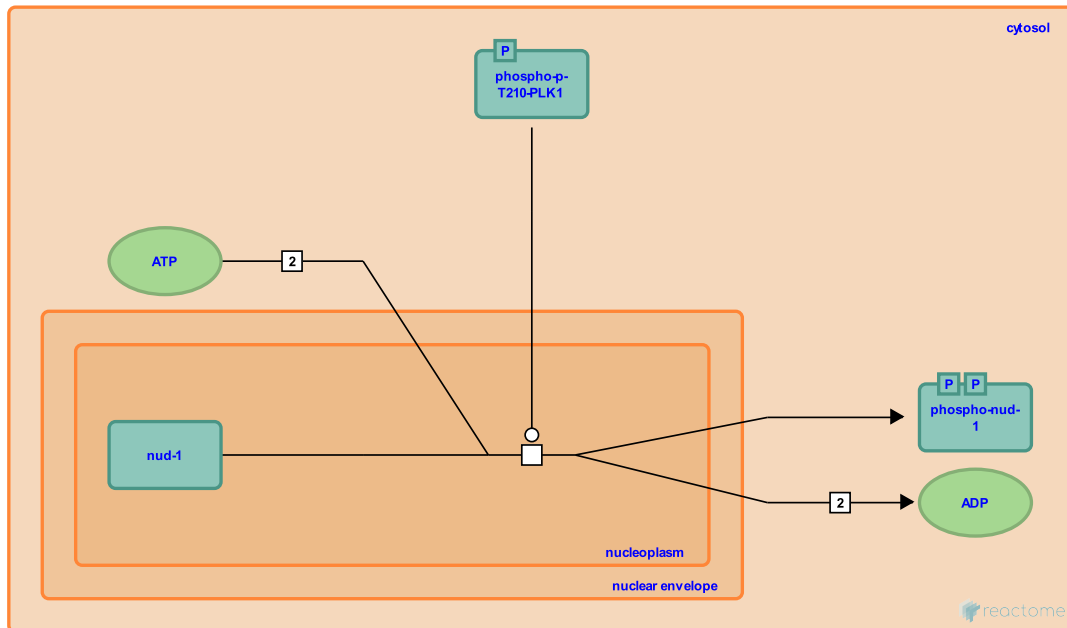 cytosol
P
phospho-p-
T210-PLK1
ATP
2
P P
phospho-nud-
1
nud-1
2
ADP
nucleoplasm
nuclear envelope
reactome